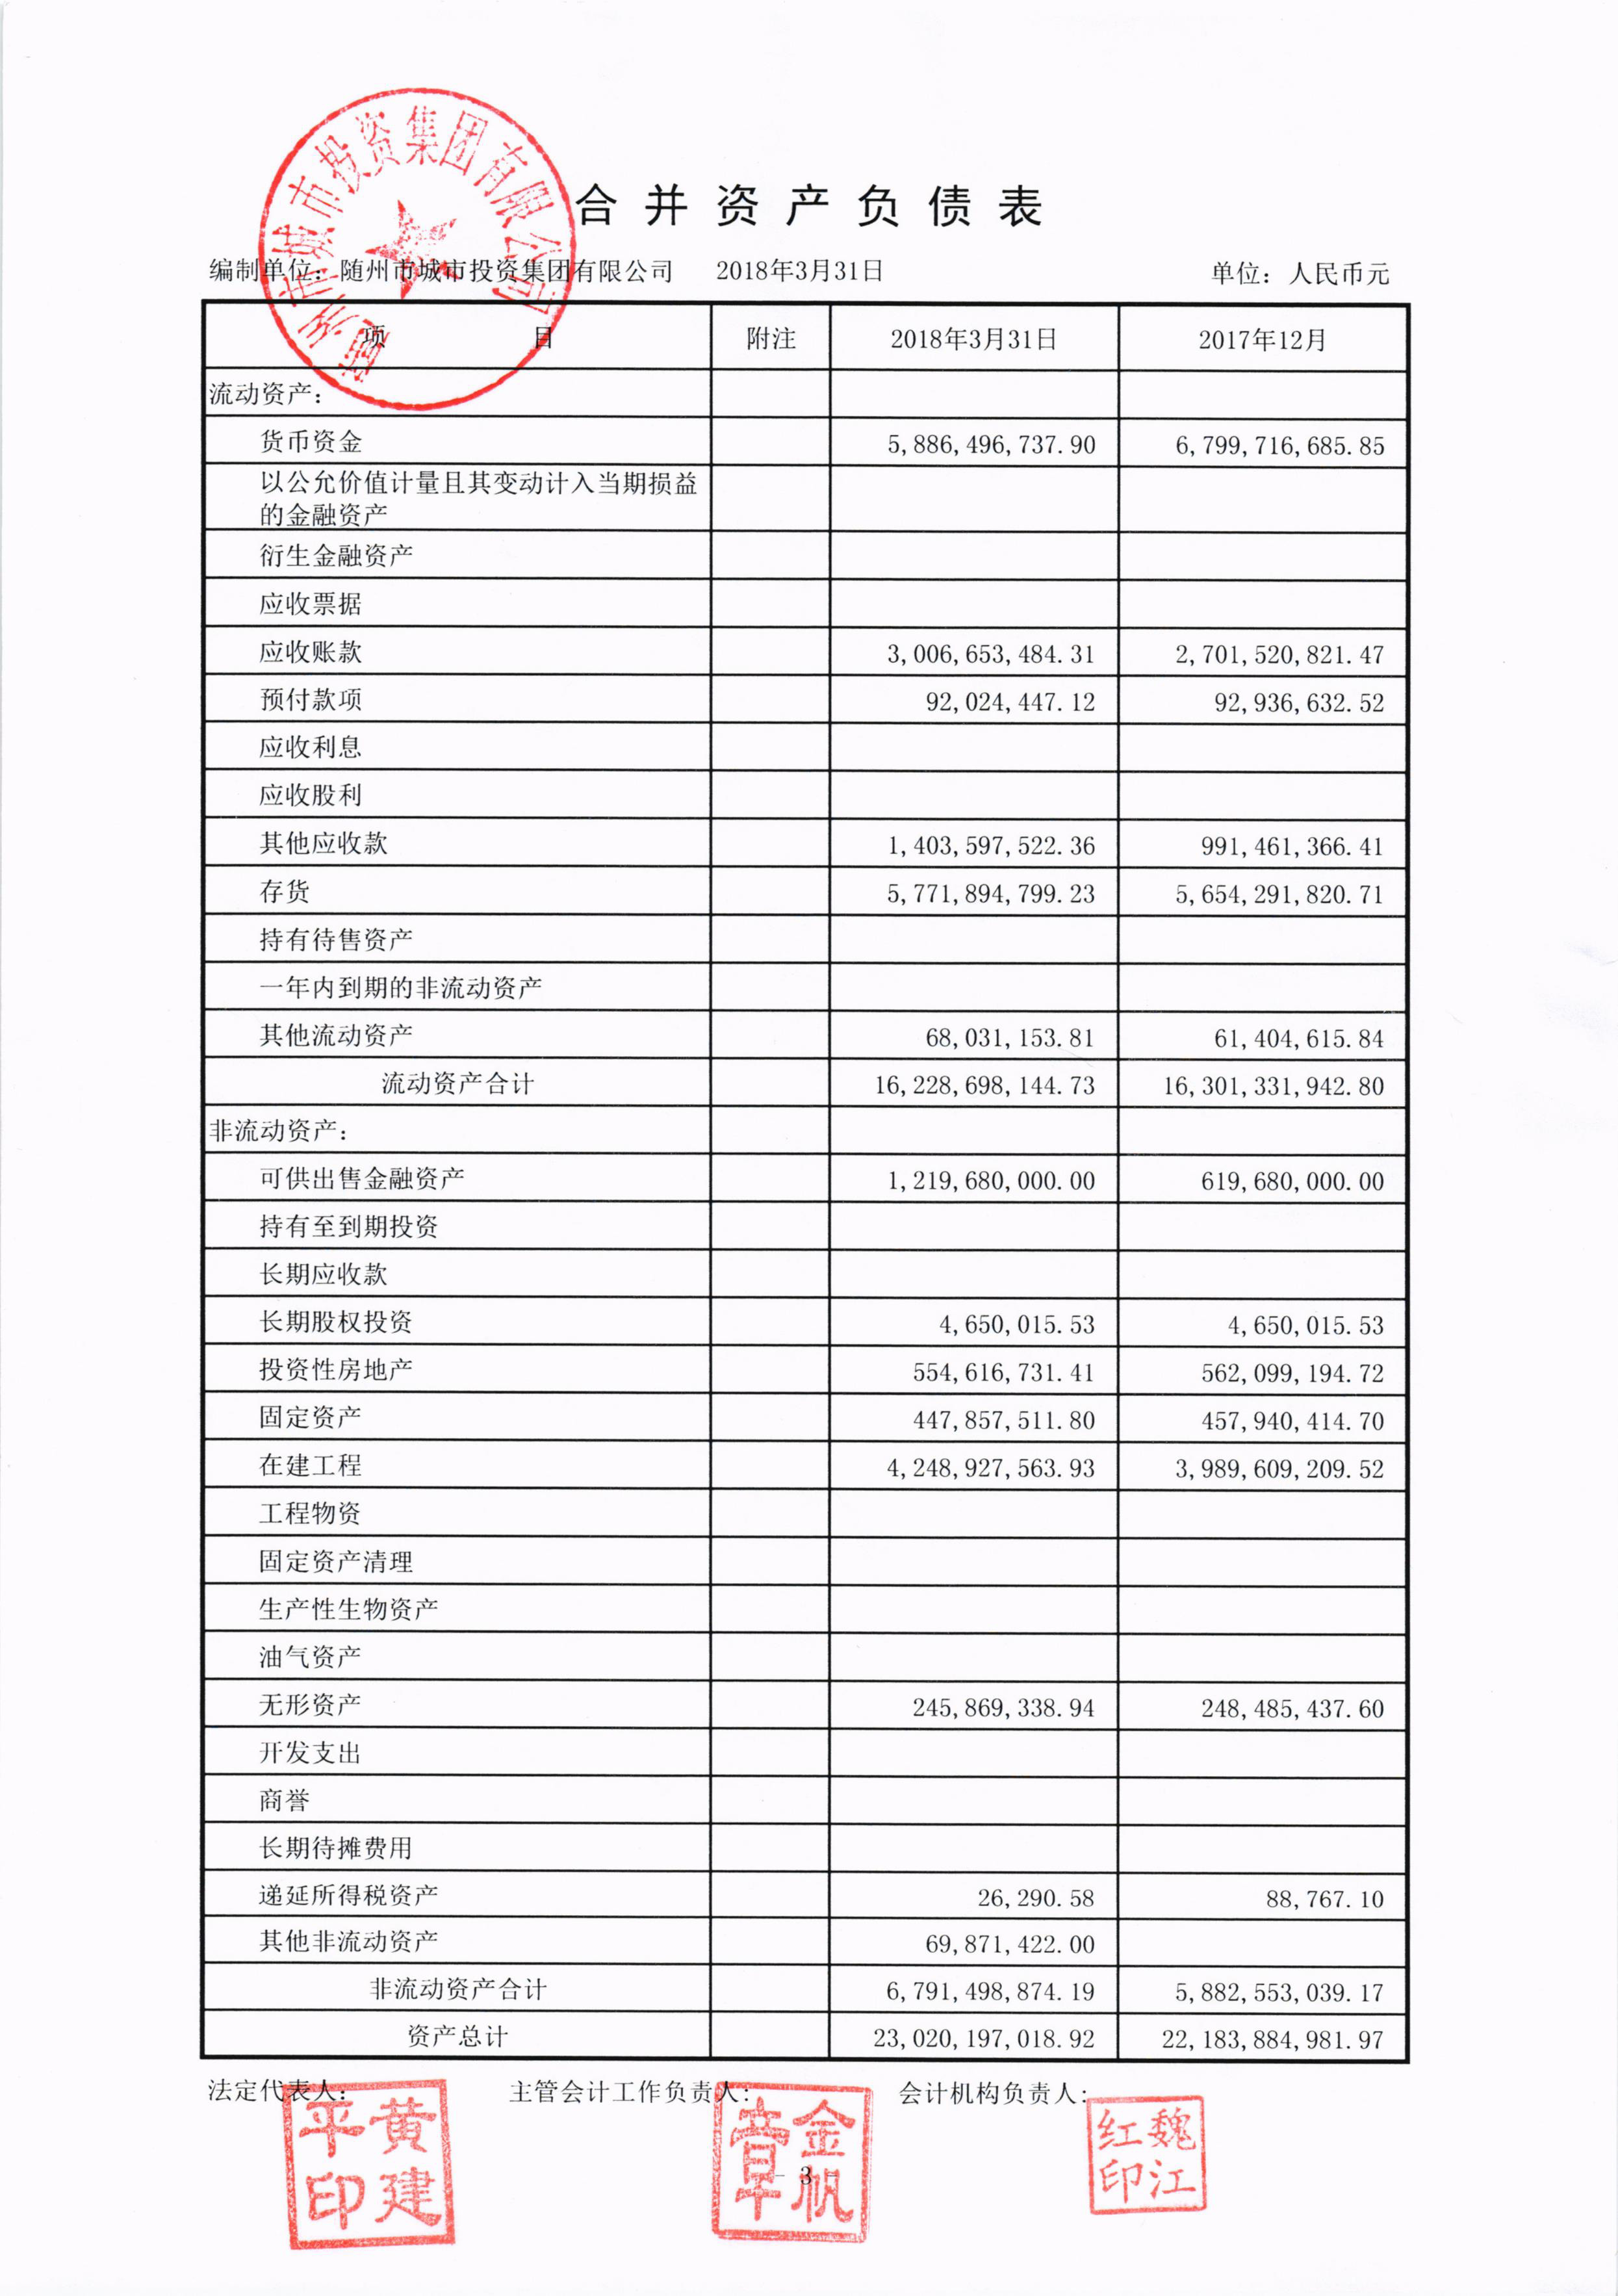 随州市城市投资集团有限公司
合并资产负债表
编制单位：随州市城市投资集团有限公司 2018年3月31日 单位：人民币元
项目 附注 2018年3月31日 2017年12月
流动资产：
货币资金 5,886,496,737.90 6,799,716,685.85
以公允价值计量且其变动计入当期损益
的金融资产
衍生金融资产
应收票据
应收账款 3,006,653,484.31 2,701,520,821.47
预付款项 92,024,447.12 92,936,632.52
应收利息
应收股利
其他应收款 1,403,597,522.36 991,461,366.41
存货 5,771,894,799.23 5,654,291,820.71
持有待售资产
一年内到期的非流动资产
其他流动资产 68,031,153.81 61,404,615.84
流动资产合计 16,228,698,144.73 16,301,331,942.80
非流动资产：
可供出售金融资产 1,219,680,000.00 619,680,000.00
持有至到期投资
长期应收款
长期股权投资 4,650,015.53 4,650,015.53
投资性房地产 554,616,731.41 562,099,194.72
固定资产 447,857,511.80 457,940,414.70
在建工程 4,248,927,563.93 3,989,609,209.52
工程物资
固定资产清理
生产性生物资产
油气资产
无形资产 245,869,338.94 248,485,437.60
开发支出
商誉
长期待摊费用
递延所得税资产 26,290.58 88,767.10
其他非流动资产 69,871,422.00
非流动资产合计 6,791,498,874.19 5,882,553,039.17
资产总计 23,020,197,018.92 22,183,884,981.97
法定代表人： 主管会计工作负责人： 会计机构负责人：
黄建平印
金帆章
魏江红印
- 3 -